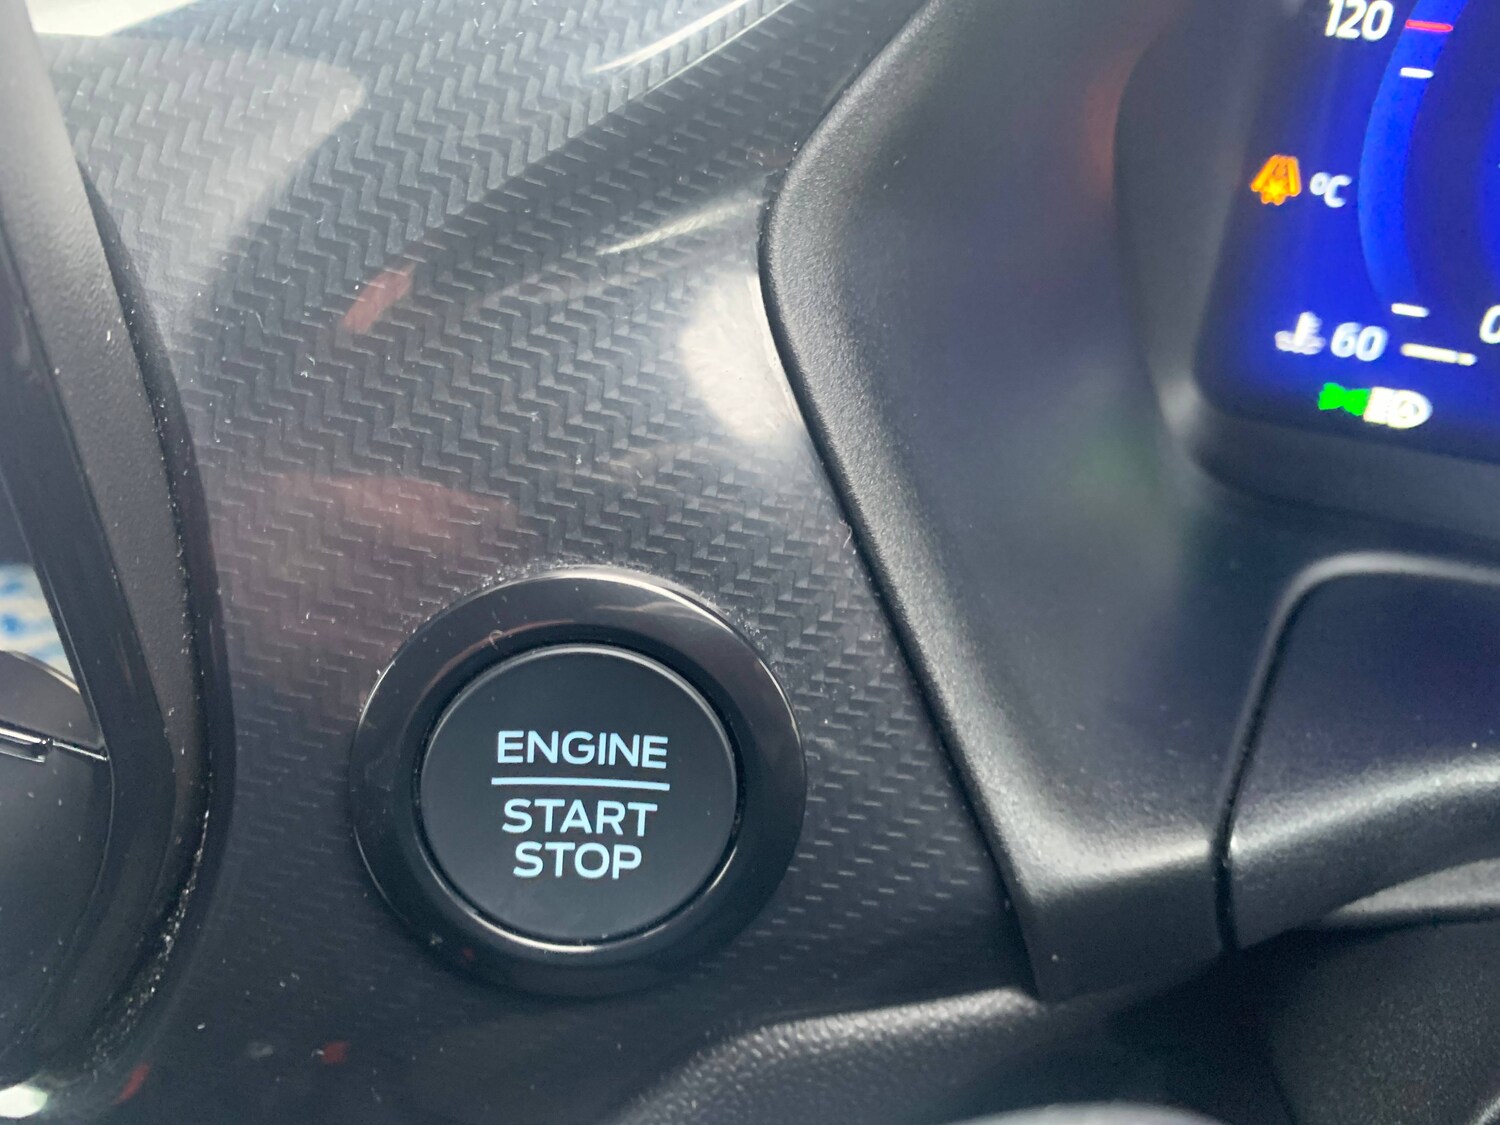 120
°C
60
ENGINE
START
STOP